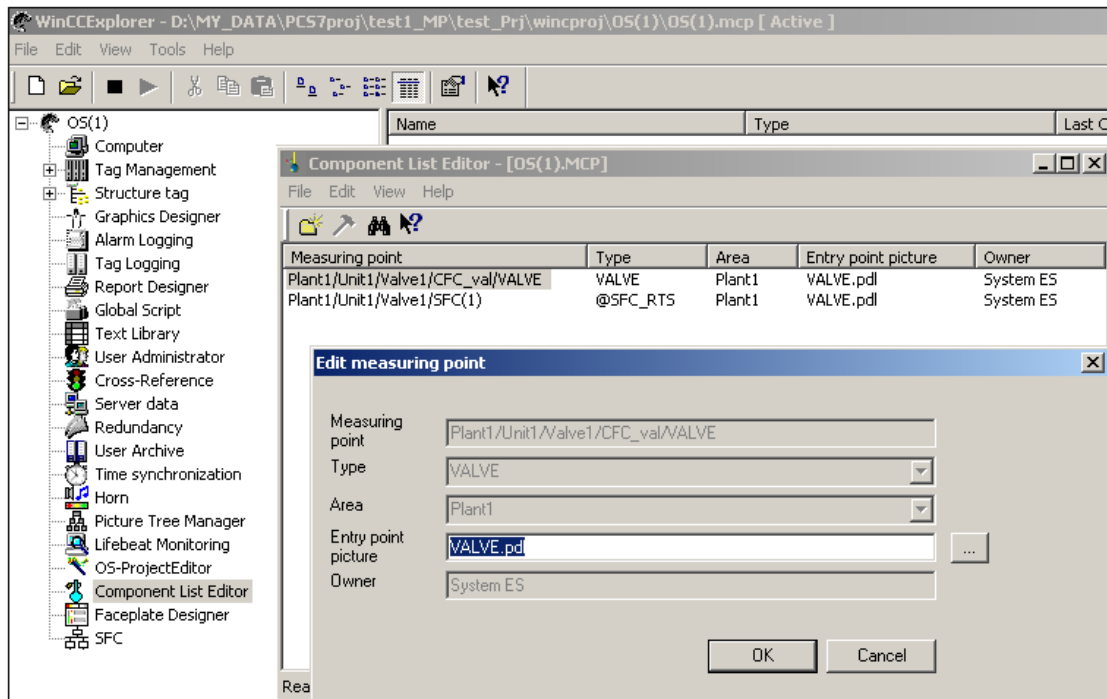 WinCCExplorer - D:\MY_DATA\PCS7proj\test1_MP\test_Prj\wincproj\OS(1)\OS(1).mcp [ Active ]
File Edit View Tools Help
OS(1)
Computer
Tag Management
Structure tag
Graphics Designer
Alarm Logging
Tag Logging
Report Designer
Global Script
Text Library
User Administrator
Cross-Reference
Server data
Redundancy
User Archive
Time synchronization
Horn
Picture Tree Manager
Lifebeat Monitoring
OS-ProjectEditor
Component List Editor
Faceplate Designer
SFC
Name Type Last C
Component List Editor - [OS(1).MCP]
File Edit View Help
Measuring point Type Area Entry point picture Owner
Plant1/Unit1/Valve1/CFC_val/VALVE VALVE Plant1 VALVE.pdl System ES
Plant1/Unit1/Valve1/SFC(1) @SFC_RTS Plant1 VALVE.pdl System ES
Edit measuring point
Measuring
point
Plant1/Unit1/Valve1/CFC_val/VALVE
Type
VALVE
Area
Plant1
Entry point
picture
VALVE.pdl
...
Owner
System ES
OK Cancel
Rea